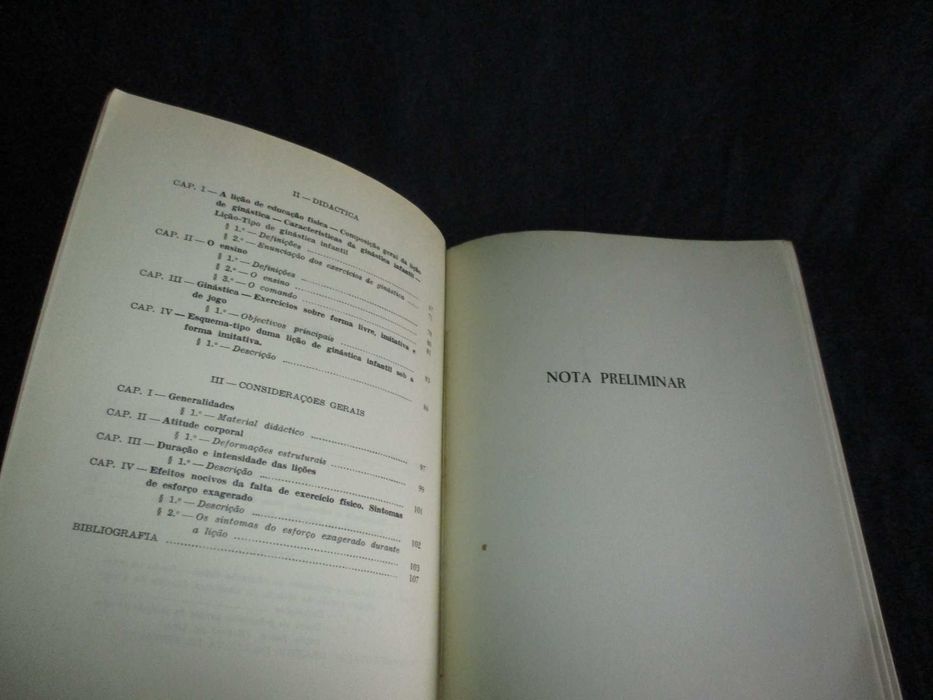 II — DIDÁCTICA
CAP. I — A lição de educação física — Composição geral da lição
de ginástica — Características da ginástica infantil —
Lição-Tipo de ginástica infantil
§ 1.º — Definições
§ 2.º — Enunciação dos exercícios de ginástica
CAP. II — O ensino
§ 1.º — Definições
§ 2.º — O ensino
§ 3.º — O comando
CAP. III — Ginástica — Exercícios sobre forma livre, imitativa e
de jogo
§ 1.º — Objectivos principais
CAP. IV — Esquema-tipo duma lição de ginástica infantil sob a
forma imitativa.
§ 1.º — Descrição
III — CONSIDERAÇÕES GERAIS
CAP. I — Generalidades
§ 1.º — Material didáctico 97
CAP. II — Atitude corporal
§ 1.º — Deformações estruturais 99
CAP. III — Duração e intensidade das lições
§ 1.º — Descrição 101
CAP. IV — Efeitos nocivos da falta de exercício físico. Sintomas
de esforço exagerado
§ 1.º — Descrição 102
§ 2.º — Os sintomas do esforço exagerado durante
a lição 103
BIBLIOGRAFIA 107
NOTA PRELIMINAR